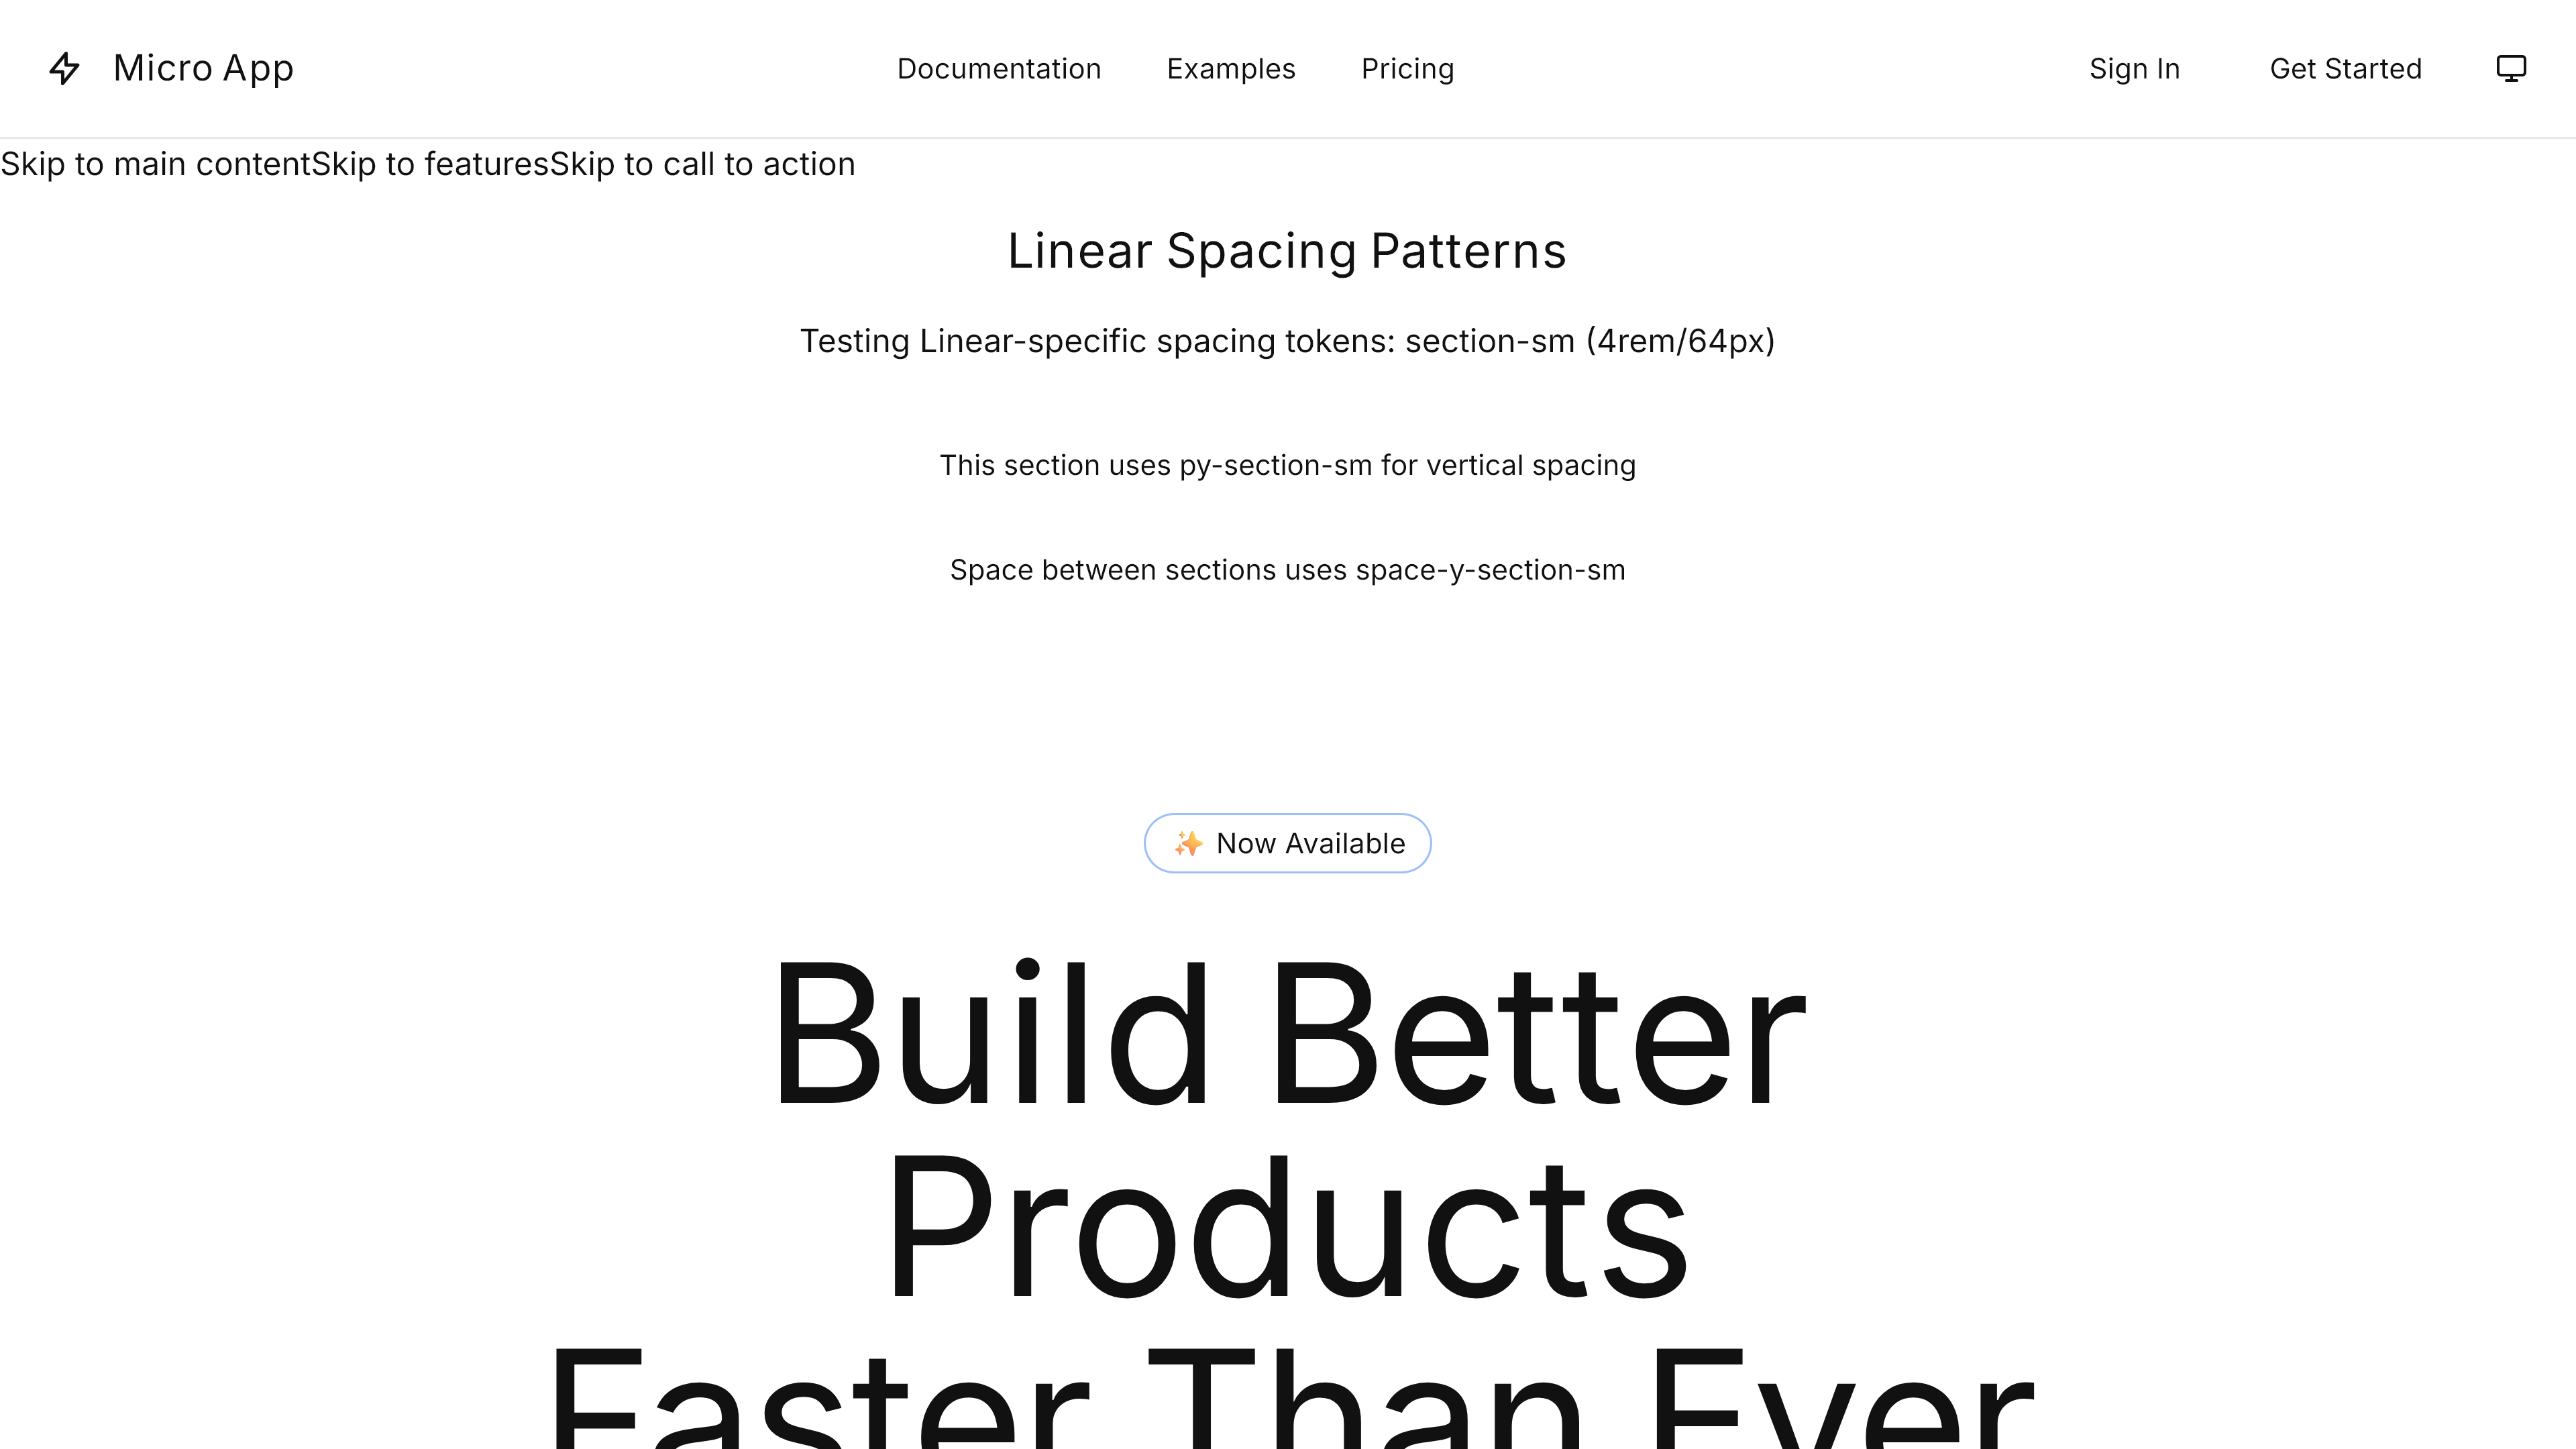 Micro App Documentation Examples Pricing Sign In Get Started
Skip to main contentSkip to featuresSkip to call to action
Linear Spacing Patterns
Testing Linear-specific spacing tokens: section-sm (4rem/64px)
This section uses py-section-sm for vertical spacing
Space between sections uses space-y-section-sm
✨ Now Available
Build Better
Products
Faster Than Ever